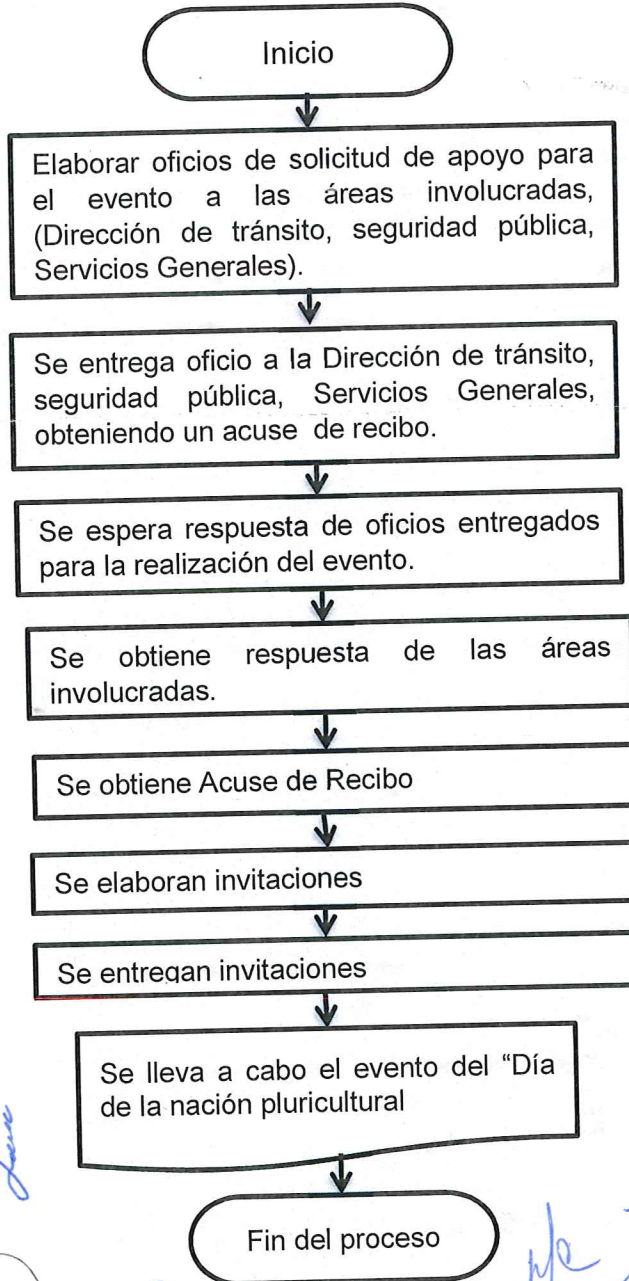 Inicio
Elaborar oficios de solicitud de apoyo para
el evento a las áreas involucradas,
(Dirección de tránsito, seguridad pública,
Servicios Generales).
Se entrega oficio a la Dirección de tránsito,
seguridad pública, Servicios Generales,
obteniendo un acuse de recibo.
Se espera respuesta de oficios entregados
para la realización del evento.
Se obtiene respuesta de las áreas
involucradas.
Se obtiene Acuse de Recibo
Se elaboran invitaciones
Se entregan invitaciones
Se lleva a cabo el evento del “Día
de la nación pluricultural
Fin del proceso